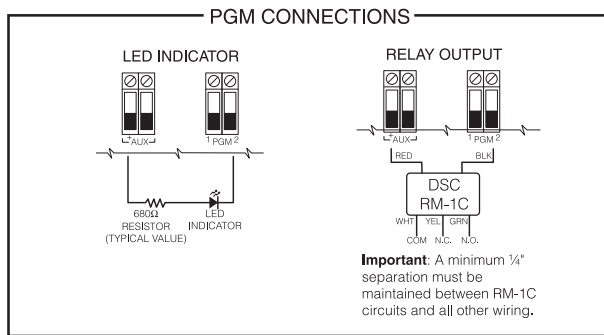 PGM CONNECTIONS
LED INDICATOR
+AUX-
1 PGM 2
680Ω
RESISTOR
(TYPICAL VALUE)
LED
INDICATOR
RELAY OUTPUT
+AUX-
1 PGM 2
RED
BLK
DSC
RM-1C
WHT YEL GRN
COM N.C. N.O.
Important: A minimum ¼"
separation must be
maintained between RM-1C
circuits and all other wiring.